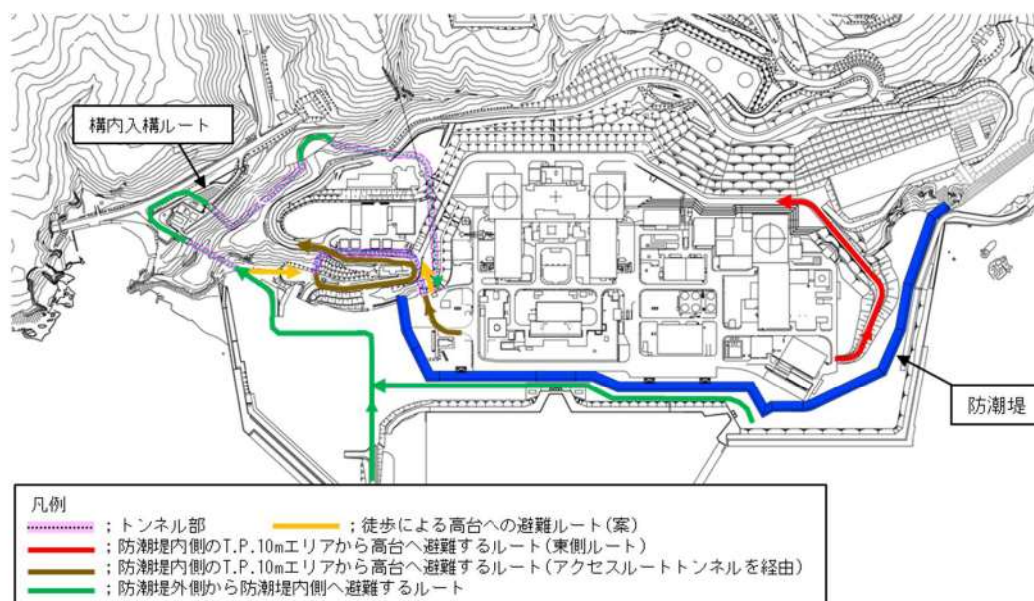 構内入構ルート
防潮堤
凡例
；トンネル部　；徒歩による高台への避難ルート(案)
；防潮堤内側のT.P.10mエリアから高台へ避難するルート(東側ルート)
；防潮堤内側のT.P.10mエリアから高台へ避難するルート(アクセスルートトンネルを経由)
；防潮堤外側から防潮堤内側へ避難するルート